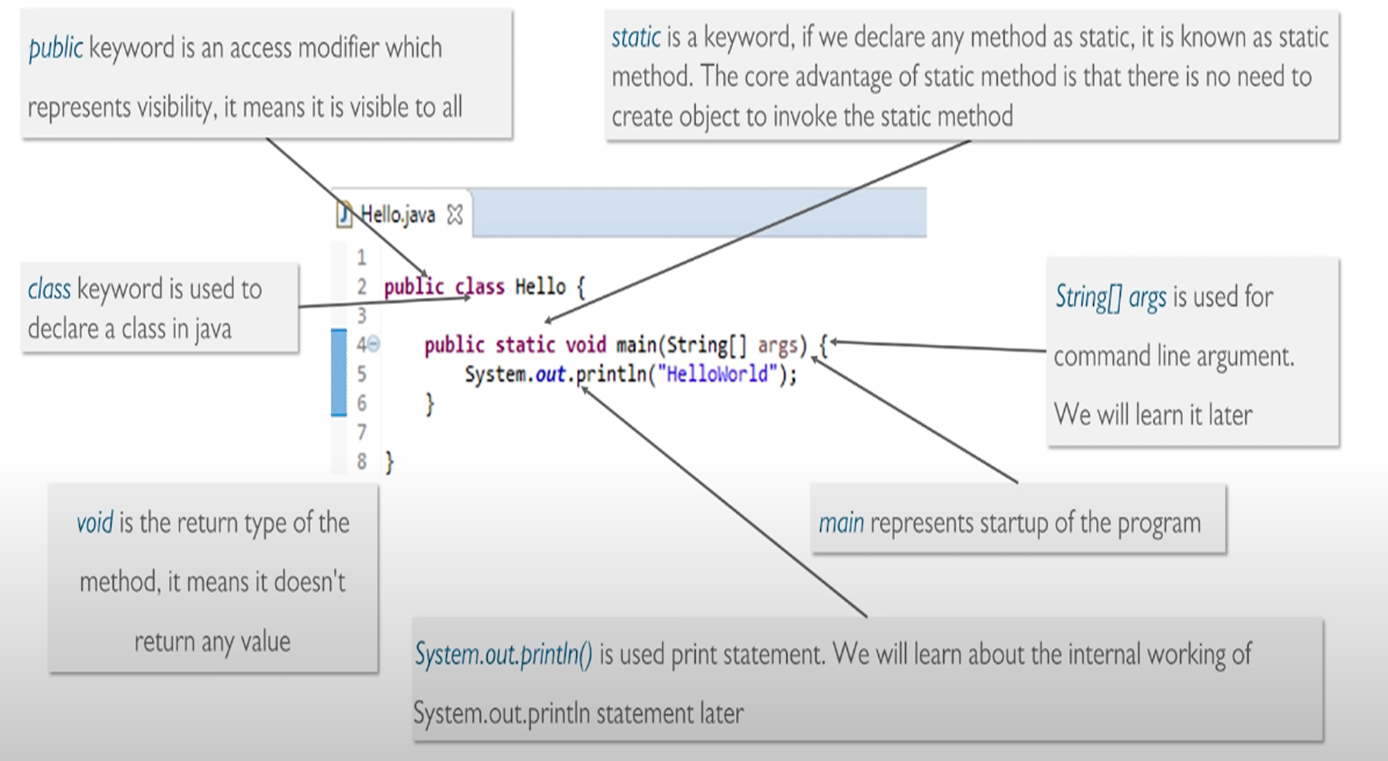 public keyword is an access modifier which
represents visibility, it means it is visible to all
static is a keyword, if we declare any method as static, it is known as static
method. The core advantage of static method is that there is no need to
create object to invoke the static method
Hello.java
1
2 public class Hello {
3
4 public static void main(String[] args) {
5 System.out.println("HelloWorld");
6 }
7
8 }
class keyword is used to
declare a class in java
String[] args is used for
command line argument.
We will learn it later
void is the return type of the
method, it means it doesn't
return any value
main represents startup of the program
System.out.println() is used print statement. We will learn about the internal working of
System.out.println statement later